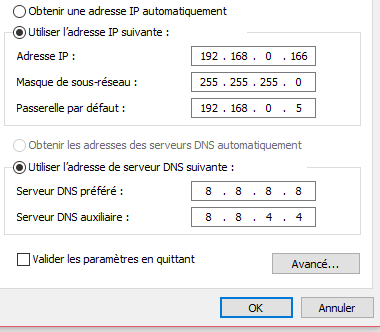 Obtenir une adresse IP automatiquement
Utiliser l'adresse IP suivante :
Adresse IP : 192 . 168 . 0 . 166
Masque de sous-réseau : 255 . 255 . 255 . 0
Passerelle par défaut : 192 . 168 . 0 . 5
Obtenir les adresses des serveurs DNS automatiquement
Utiliser l'adresse de serveur DNS suivante :
Serveur DNS préféré : 8 . 8 . 8 . 8
Serveur DNS auxiliaire : 8 . 8 . 4 . 4
Valider les paramètres en quittant
Avancé...
OK Annuler